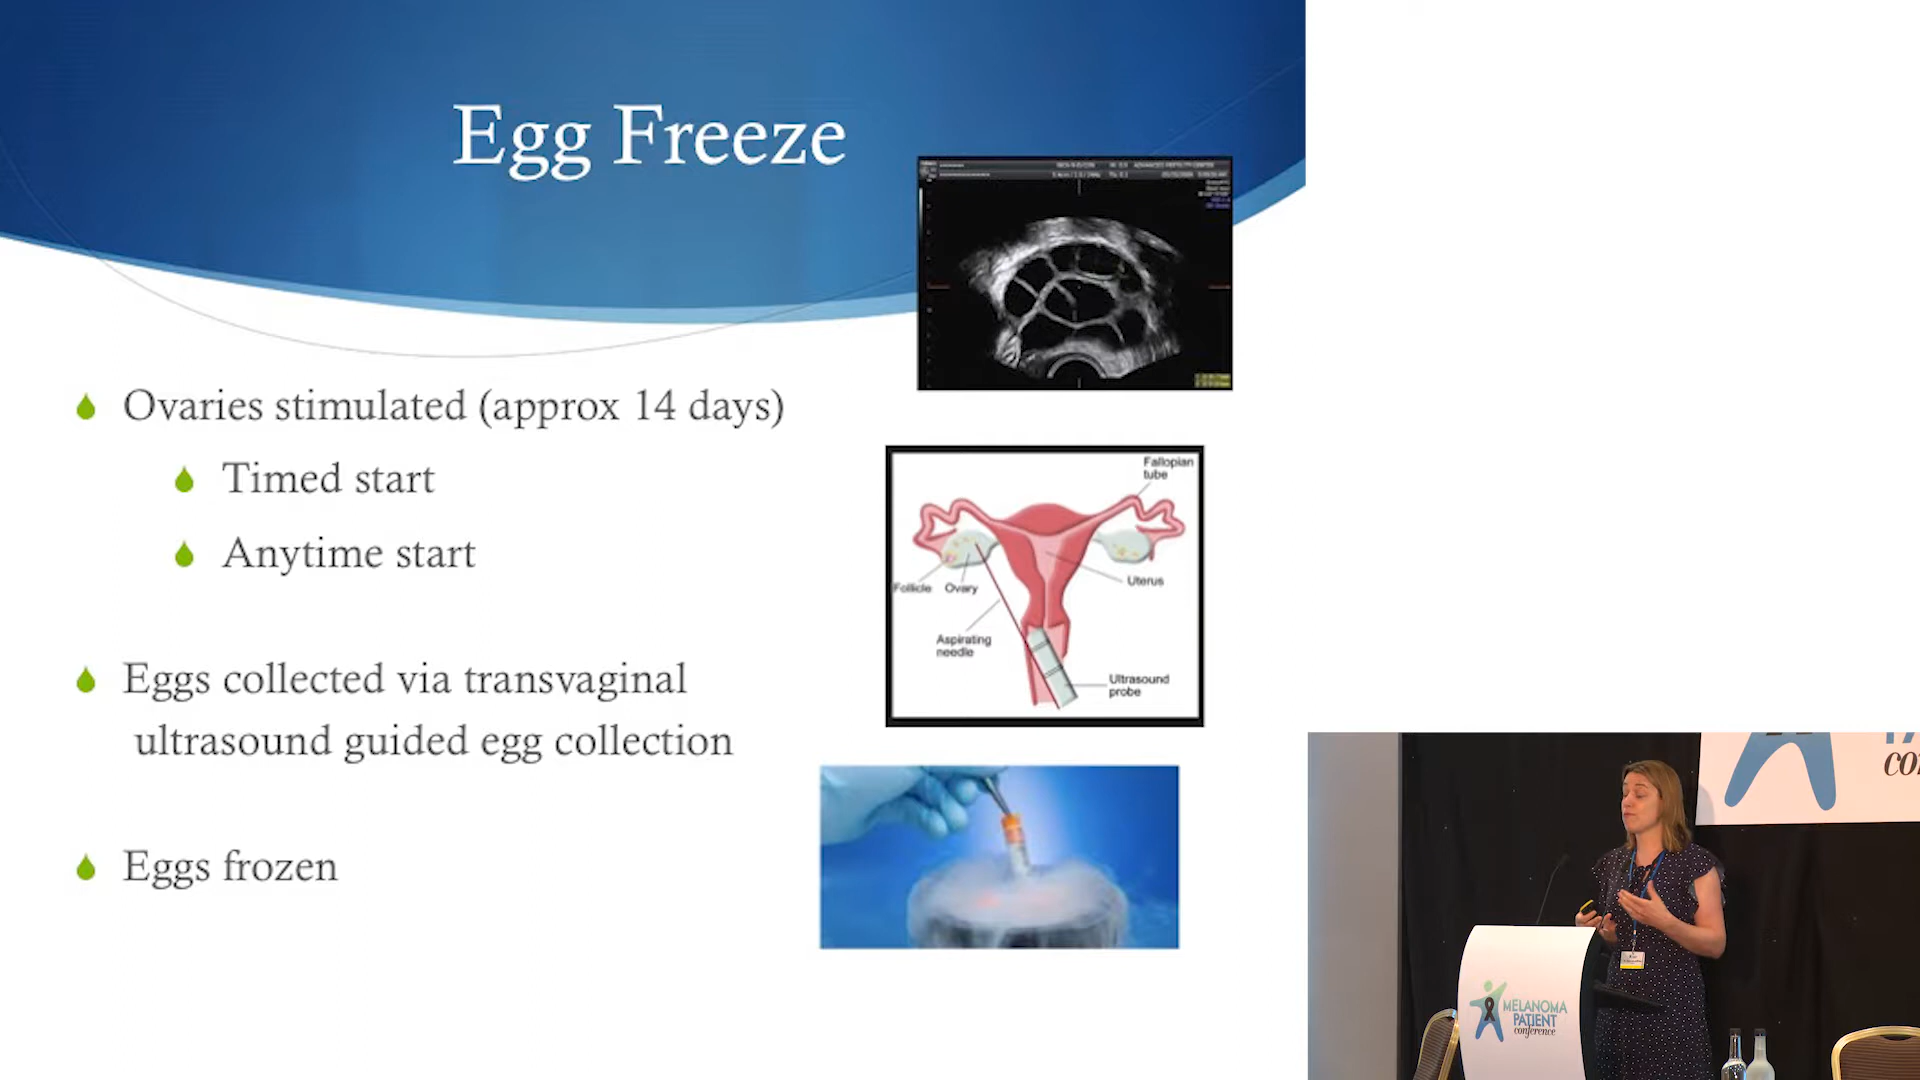 Egg Freeze
Ovaries stimulated (approx 14 days)
Timed start
Anytime start
Eggs collected via transvaginal
ultrasound guided egg collection
Eggs frozen
Fallopian
tube
Follicle
Ovary
Uterus
Aspirating
needle
Ultrasound
probe
MELANOMA
PATIENT
conference